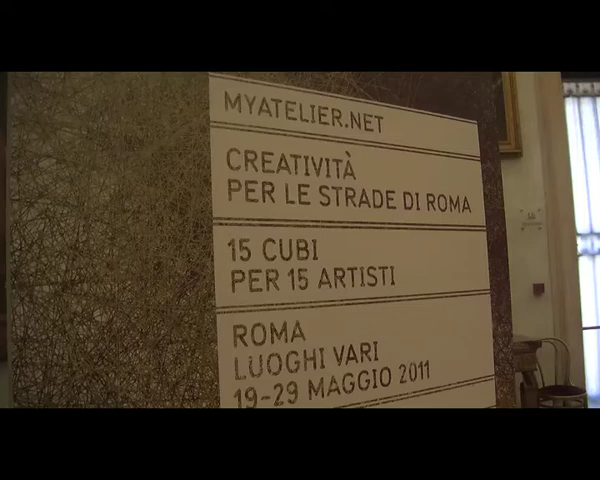 MYATELIER.NET
CREATIVITÀ
PER LE STRADE DI ROMA
15 CUBI
PER 15 ARTISTI
ROMA
LUOGHI VARI
19-29 MAGGIO 2011